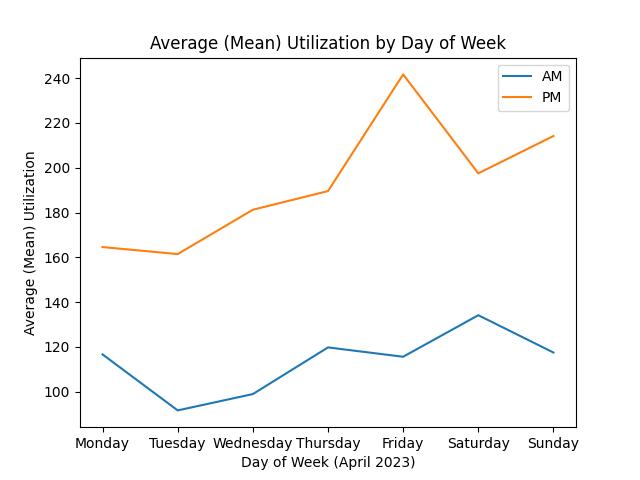 Average (Mean) Utilization by Day of Week
AM
PM
Average (Mean) Utilization
240
220
200
180
160
140
120
100
Monday Tuesday Wednesday Thursday Friday Saturday Sunday
Day of Week (April 2023)